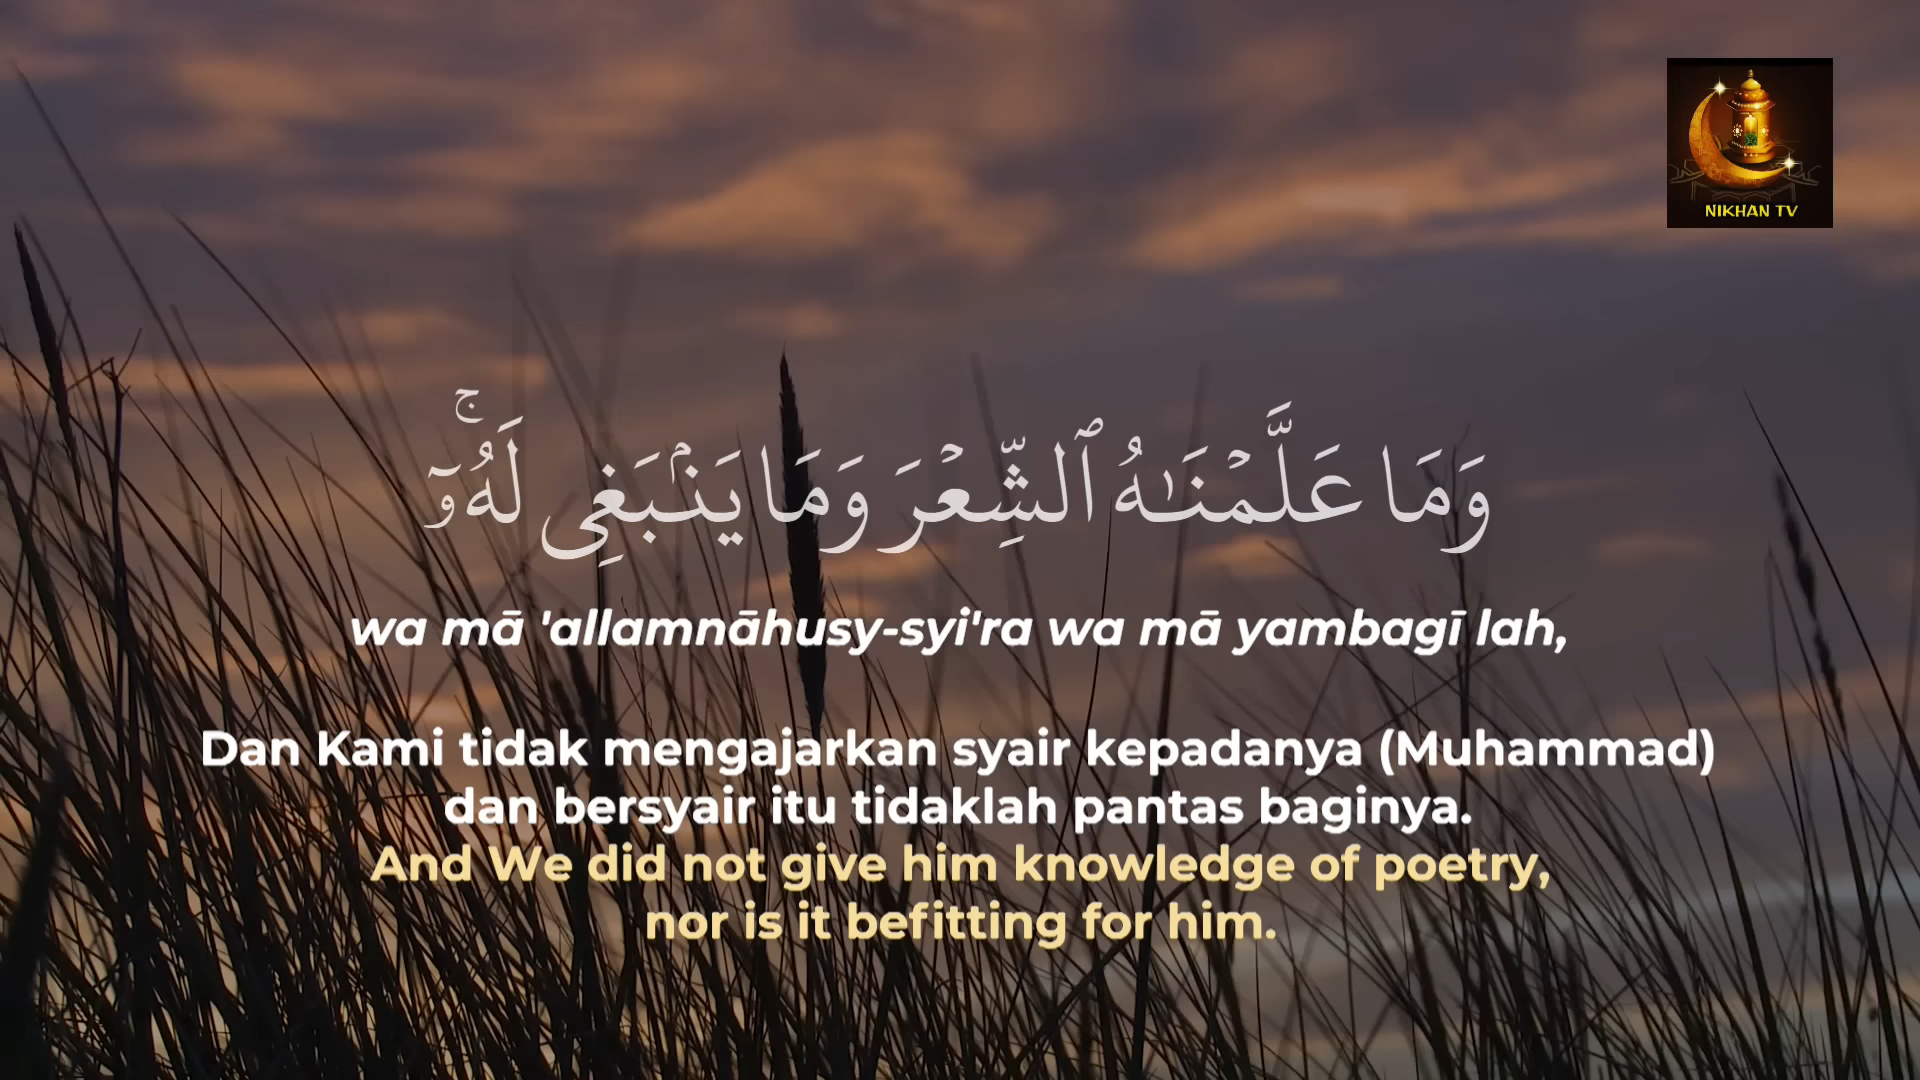 NIKHAN TV
وَمَا عَلَّمْنَـٰهُ ٱلشِّعْرَ وَمَا يَنۢبَغِى لَهُۥٓ ۚ
wa mā 'allamnāhusy-syi'ra wa mā yambagī lah,
Dan Kami tidak mengajarkan syair kepadanya (Muhammad)
dan bersyair itu tidaklah pantas baginya.
And We did not give him knowledge of poetry,
nor is it befitting for him.